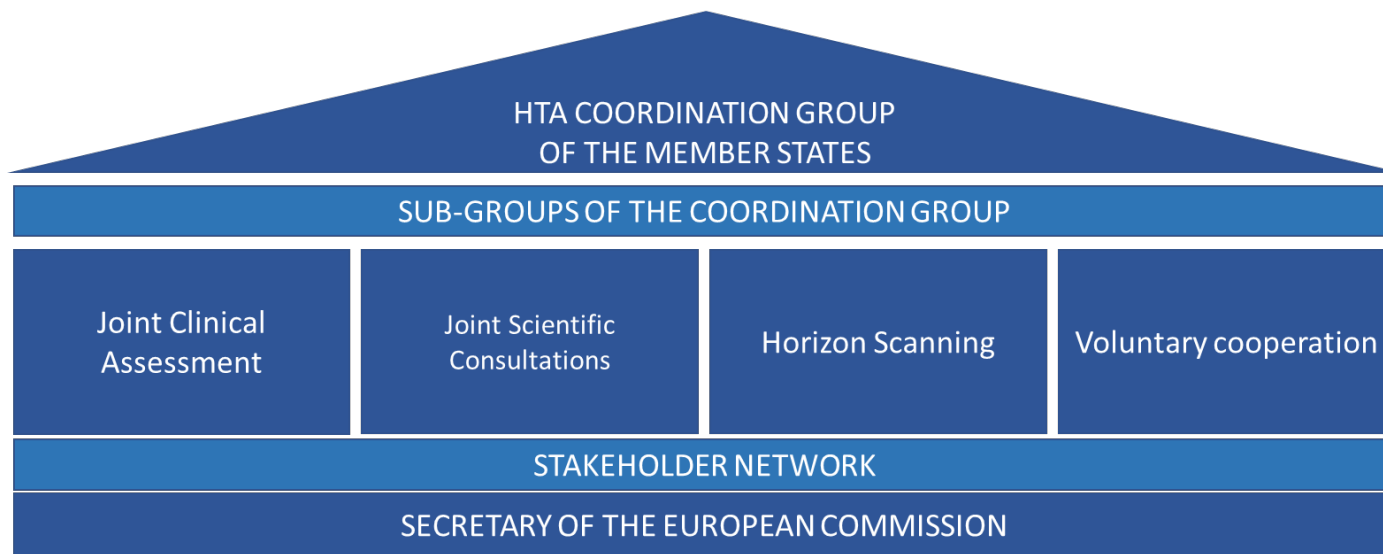 HTA COORDINATION GROUP
OF THE MEMBER STATES
SUB-GROUPS OF THE COORDINATION GROUP
Joint Clinical
Assessment
Joint Scientific
Consultations
Horizon Scanning
Voluntary cooperation
STAKEHOLDER NETWORK
SECRETARY OF THE EUROPEAN COMMISSION